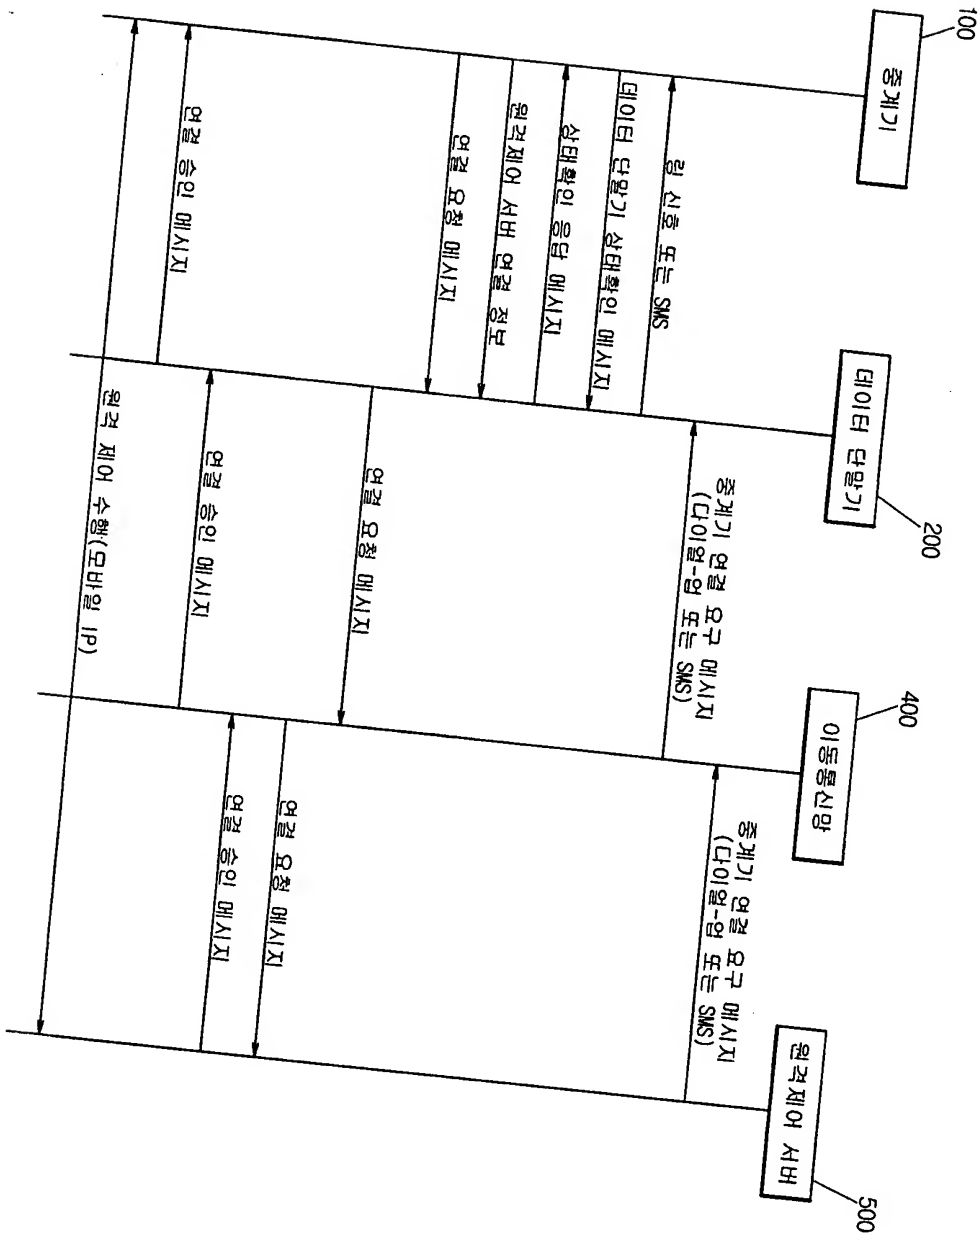 100
중계기
200
데이터 단말기
400
이동통신망
500
원격제어 서버
중계기 연결 요구 메시지
(다이얼-업 또는 SMS)
중계기 연결 요구 메시지
(다이얼-업 또는 SMS)
링 신호 또는 SMS
데이터 단말기 상태확인 메시지
상태확인 응답 메시지
원격제어 서버 연결 정보
연결 요청 메시지
연결 요청 메시지
연결 요청 메시지
연결 승인 메시지
연결 승인 메시지
연결 승인 메시지
원격 제어 수행(모바일 IP)